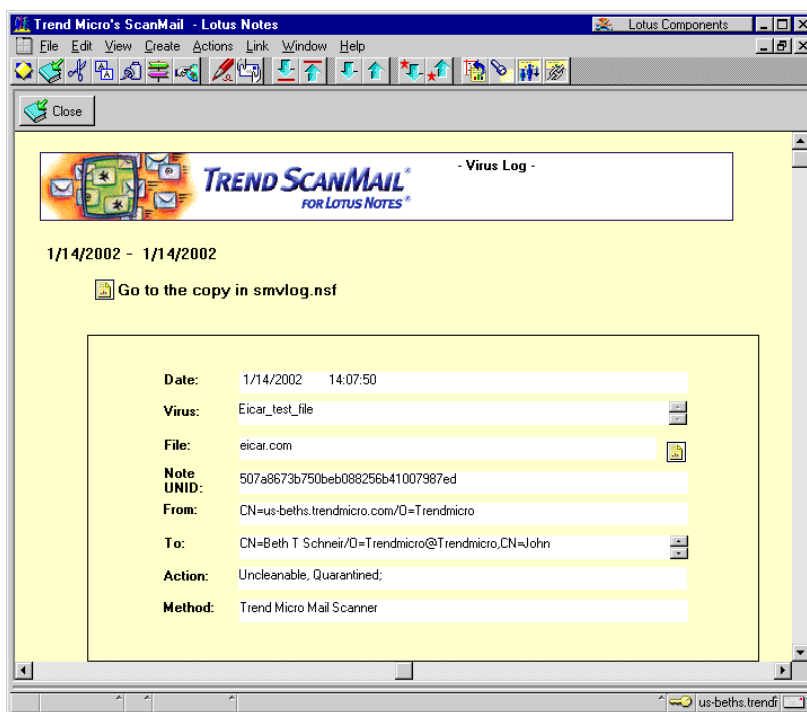 Trend Micro's ScanMail - Lotus Notes
Lotus Components
File Edit View Create Actions Link Window Help
Close
TREND SCANMAIL®
FOR LOTUS NOTES®
- Virus Log -
1/14/2002 - 1/14/2002
Go to the copy in smvlog.nsf
Date: 1/14/2002 14:07:50
Virus: Eicar_test_file
File: eicar.com
Note
UNID: 507a8673b750beb088256b41007987ed
From: CN=us-beths.trendmicro.com/O=Trendmicro
To: CN=Beth T Schneir/O=Trendmicro@Trendmicro,CN=John
Action: Uncleanable, Quarantined;
Method: Trend Micro Mail Scanner
us-beths.trendr